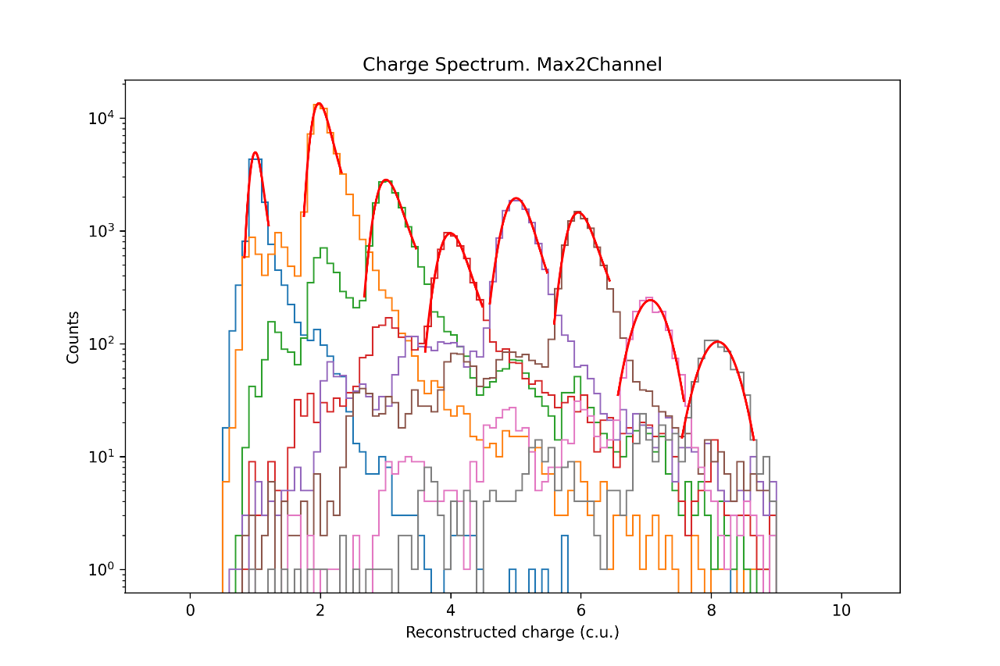 Charge Spectrum. Max2Channel
Counts
10⁴
10³
10²
10¹
10⁰
0 2 4 6 8 10
Reconstructed charge (c.u.)